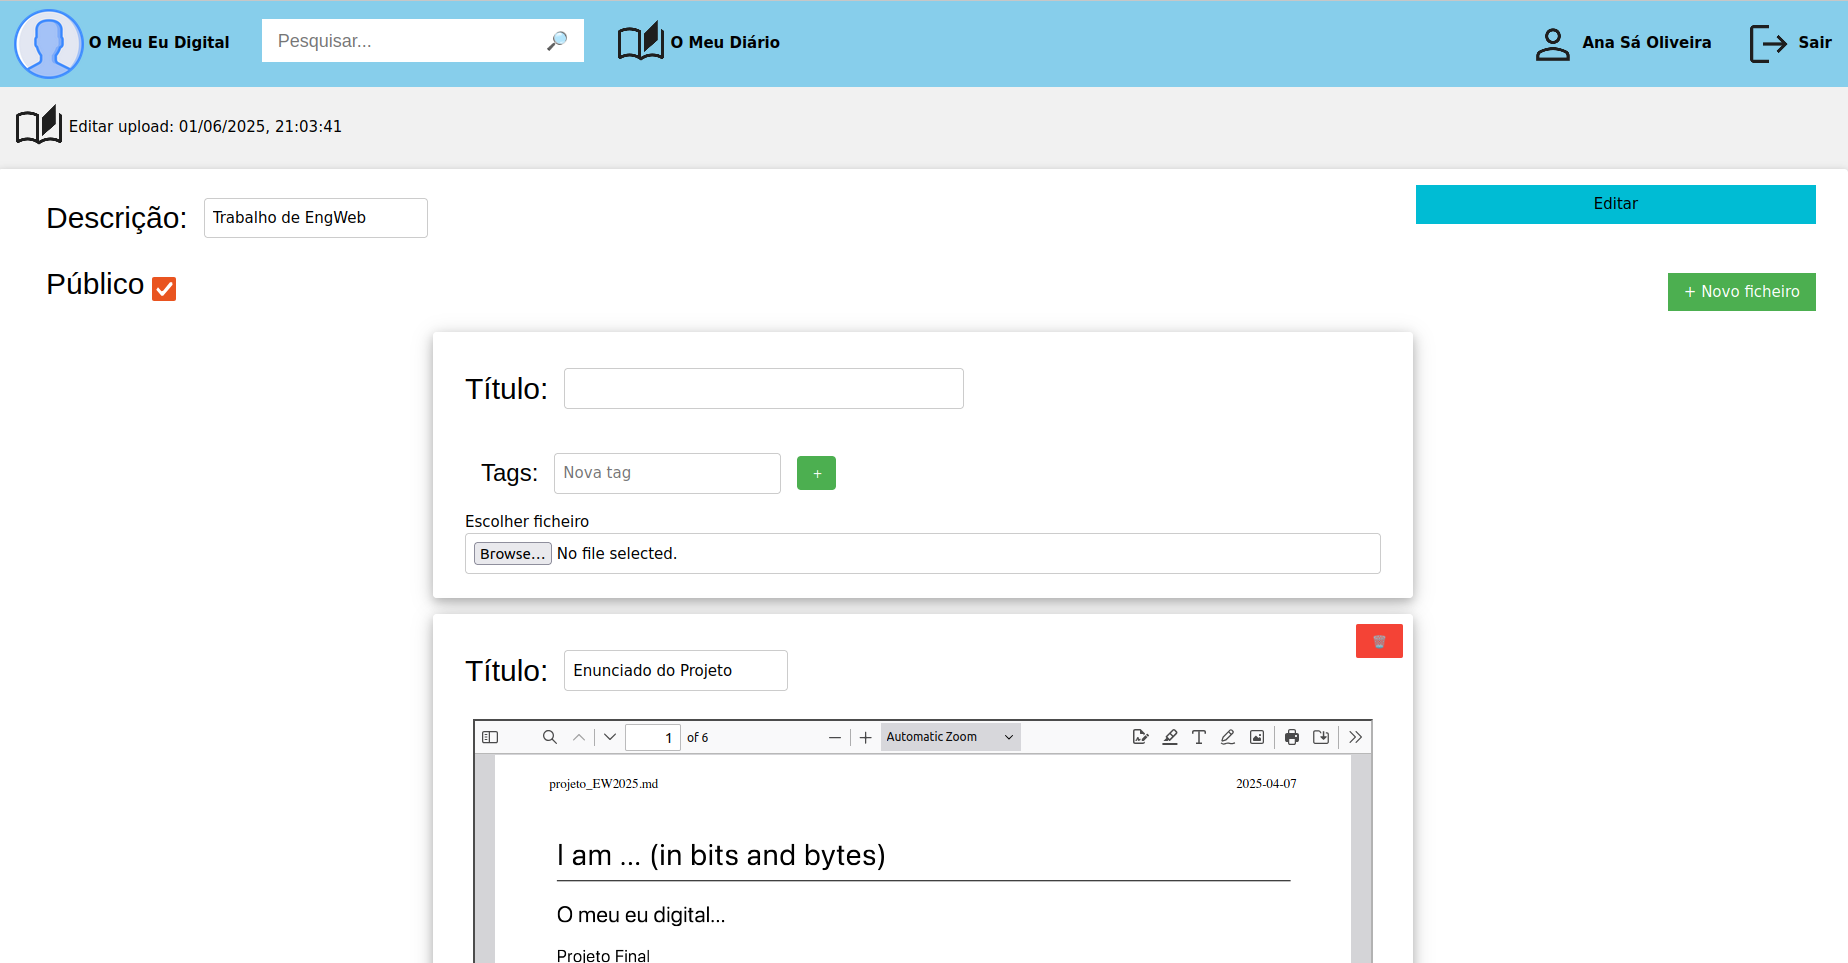 O Meu Eu Digital
Pesquisar...
O Meu Diário
Ana Sá Oliveira
Sair
Editar upload: 01/06/2025, 21:03:41
Descrição: Trabalho de EngWeb
Editar
Público
+ Novo ficheiro
Título:
Tags: Nova tag +
Escolher ficheiro
Browse... No file selected.
Título: Enunciado do Projeto
1 of 6 Automatic Zoom
projeto_EW2025.md 2025-04-07
I am ... (in bits and bytes)
O meu eu digital...
Projeto Final